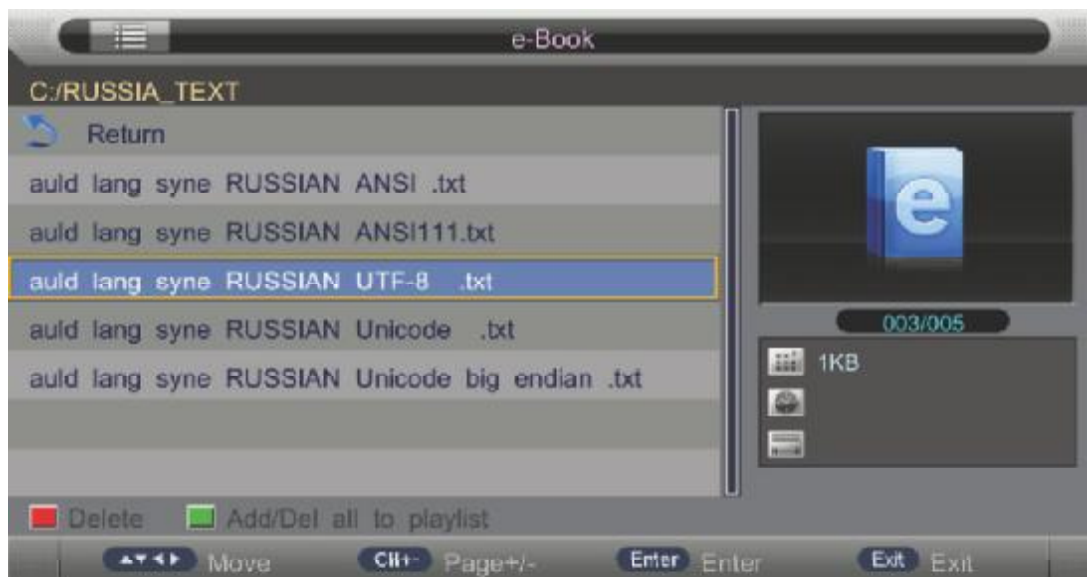 e-Book
C:/RUSSIA_TEXT
Return
auld lang syne RUSSIAN ANSI .txt
auld lang syne RUSSIAN ANSI111.txt
auld lang syne RUSSIAN UTF-8 .txt
auld lang syne RUSSIAN Unicode .txt
auld lang syne RUSSIAN Unicode big endian .txt
e
003/005
1KB
Delete Add/Del all to playlist
▲▼◄► Move CH+- Page+/- Enter Enter Exit Exit